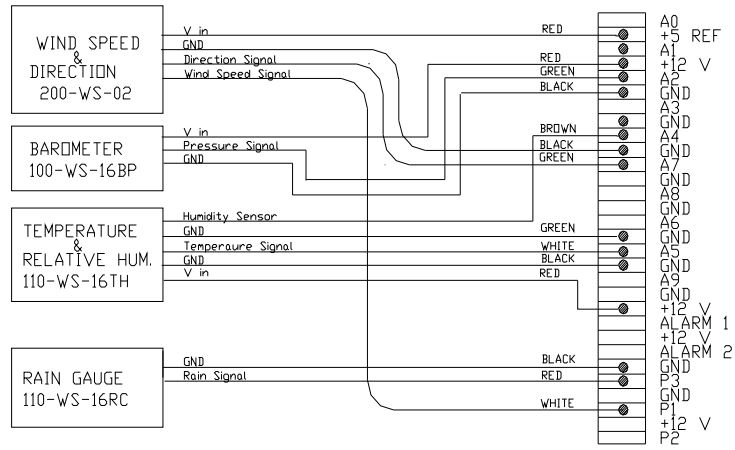 WIND SPEED
&
DIRECTION
200-WS-02
V in
GND
Direction Signal
Wind Speed Signal
BAROMETER
100-WS-16BP
V in
Pressure Signal
GND
TEMPERATURE
&
RELATIVE HUM.
110-WS-16TH
Humidity Sensor
GND
Temperaure Signal
GND
V in
RAIN GAUGE
110-WS-16RC
GND
Rain Signal
RED
RED
GREEN
BLACK
BROWN
BLACK
GREEN
GREEN
WHITE
BLACK
RED
BLACK
RED
WHITE
A0
+5 REF
A1
+12 V
A2
GND
A3
GND
A4
GND
A7
GND
A8
GND
A6
GND
A5
GND
A9
GND
+12 V
ALARM 1
+12 V
ALARM 2
GND
P3
GND
P1
+12 V
P2